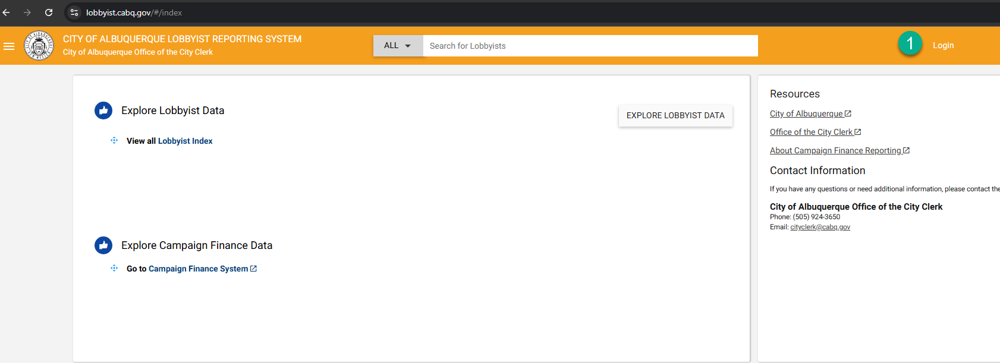 lobbyist.cabq.gov/#/index
CITY OF ALBUQUERQUE LOBBYIST REPORTING SYSTEM
City of Albuquerque Office of the City Clerk
ALL
Search for Lobbyists
1
Login
Explore Lobbyist Data
EXPLORE LOBBYIST DATA
View all Lobbyist Index
Explore Campaign Finance Data
Go to Campaign Finance System
Resources
City of Albuquerque
Office of the City Clerk
About Campaign Finance Reporting
Contact Information
If you have any questions or need additional information, please contact the
City of Albuquerque Office of the City Clerk
Phone: (505) 924-3650
Email: cityclerk@cabq.gov